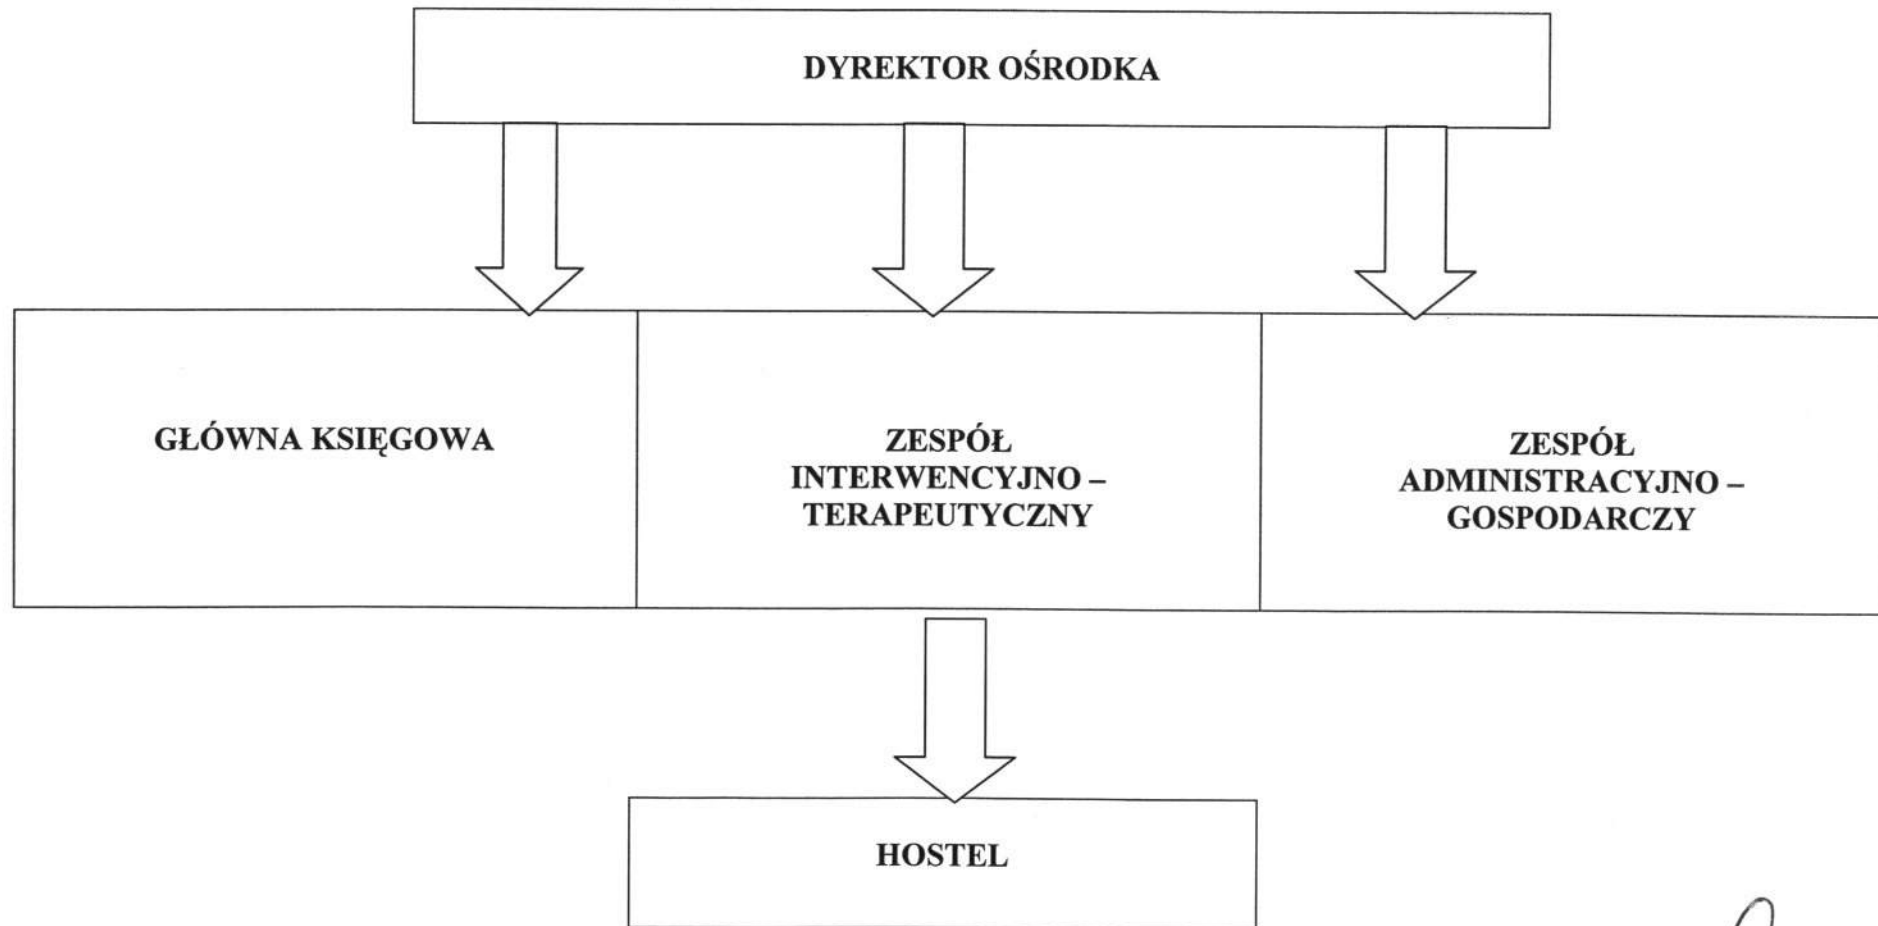 DYREKTOR OŚRODKA
GŁÓWNA KSIĘGOWA
ZESPÓŁ
INTERWENCYJNO –
TERAPEUTYCZNY
ZESPÓŁ
ADMINISTRACYJNO –
GOSPODARCZY
HOSTEL